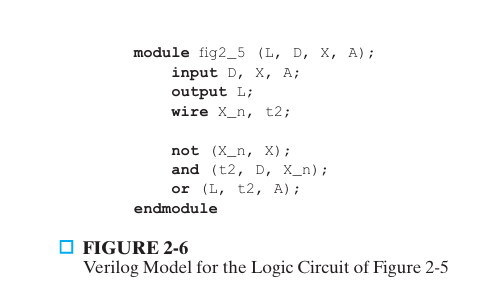 module fig2_5 (L, D, X, A);
input D, X, A;
output L;
wire X_n, t2;
not (X_n, X);
and (t2, D, X_n);
or (L, t2, A);
endmodule
FIGURE 2-6
Verilog Model for the Logic Circuit of Figure 2-5